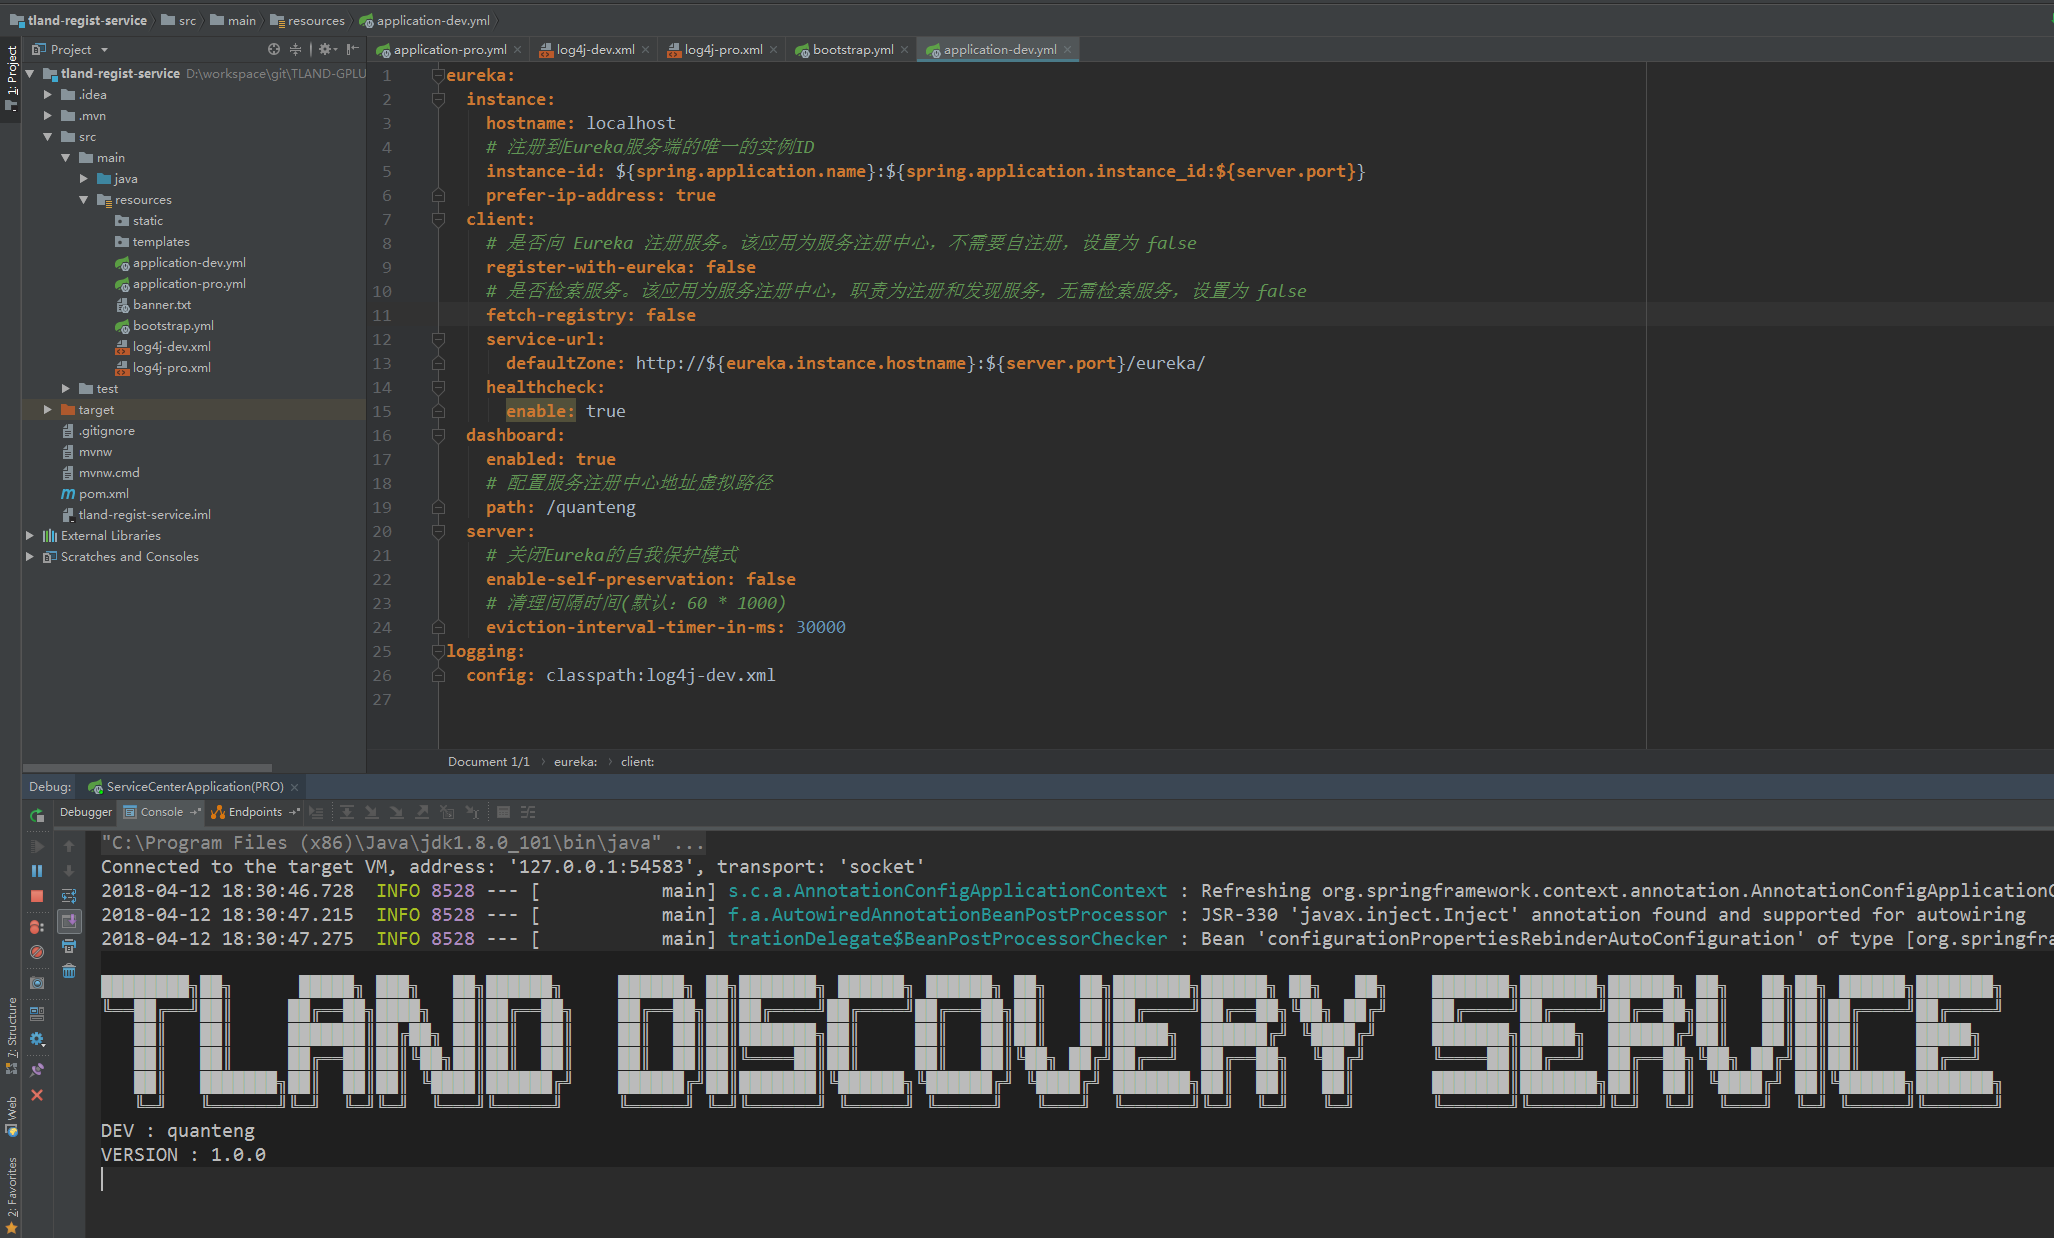 tland-regist-service src main resources application-dev.yml
Project
application-pro.yml log4j-dev.xml log4j-pro.xml bootstrap.yml application-dev.yml
1: Project
tland-regist-service D:\workspace\git\TLAND-GPLU
.idea
.mvn
src
main
java
resources
static
templates
application-dev.yml
application-pro.yml
banner.txt
bootstrap.yml
log4j-dev.xml
log4j-pro.xml
test
target
.gitignore
mvnw
mvnw.cmd
pom.xml
tland-regist-service.iml
External Libraries
Scratches and Consoles
1 eureka:
2 instance:
3 hostname: localhost
4 # 注册到Eureka服务端的唯一的实例ID
5 instance-id: ${spring.application.name}:${spring.application.instance_id:${server.port}}
6 prefer-ip-address: true
7 client:
8 # 是否向 Eureka 注册服务。该应用为服务注册中心，不需要自注册，设置为 false
9 register-with-eureka: false
10 # 是否检索服务。该应用为服务注册中心，职责为注册和发现服务，无需检索服务，设置为 false
11 fetch-registry: false
12 service-url:
13 defaultZone: http://${eureka.instance.hostname}:${server.port}/eureka/
14 healthcheck:
15 enable: true
16 dashboard:
17 enabled: true
18 # 配置服务注册中心地址虚拟路径
19 path: /quanteng
20 server:
21 # 关闭Eureka的自我保护模式
22 enable-self-preservation: false
23 # 清理间隔时间(默认：60 * 1000)
24 eviction-interval-timer-in-ms: 30000
25 logging:
26 config: classpath:log4j-dev.xml
27
Document 1/1 eureka: client:
Debug: ServiceCenterApplication(PRO)
Debugger Console Endpoints
"C:\Program Files (x86)\Java\jdk1.8.0_101\bin\java" ...
Connected to the target VM, address: '127.0.0.1:54583', transport: 'socket'
2018-04-12 18:30:46.728 INFO 8528 --- [ main] s.c.a.AnnotationConfigApplicationContext : Refreshing org.springframework.context.annotation.AnnotationConfigApplicationC
2018-04-12 18:30:47.215 INFO 8528 --- [ main] f.a.AutowiredAnnotationBeanPostProcessor : JSR-330 'javax.inject.Inject' annotation found and supported for autowiring
2018-04-12 18:30:47.275 INFO 8528 --- [ main] trationDelegate$BeanPostProcessorChecker : Bean 'configurationPropertiesRebinderAutoConfiguration' of type [org.springfra
TLAND DISCOVERY SERVICE
DEV : quanteng
VERSION : 1.0.0
7: Structure
Web
2: Favorites